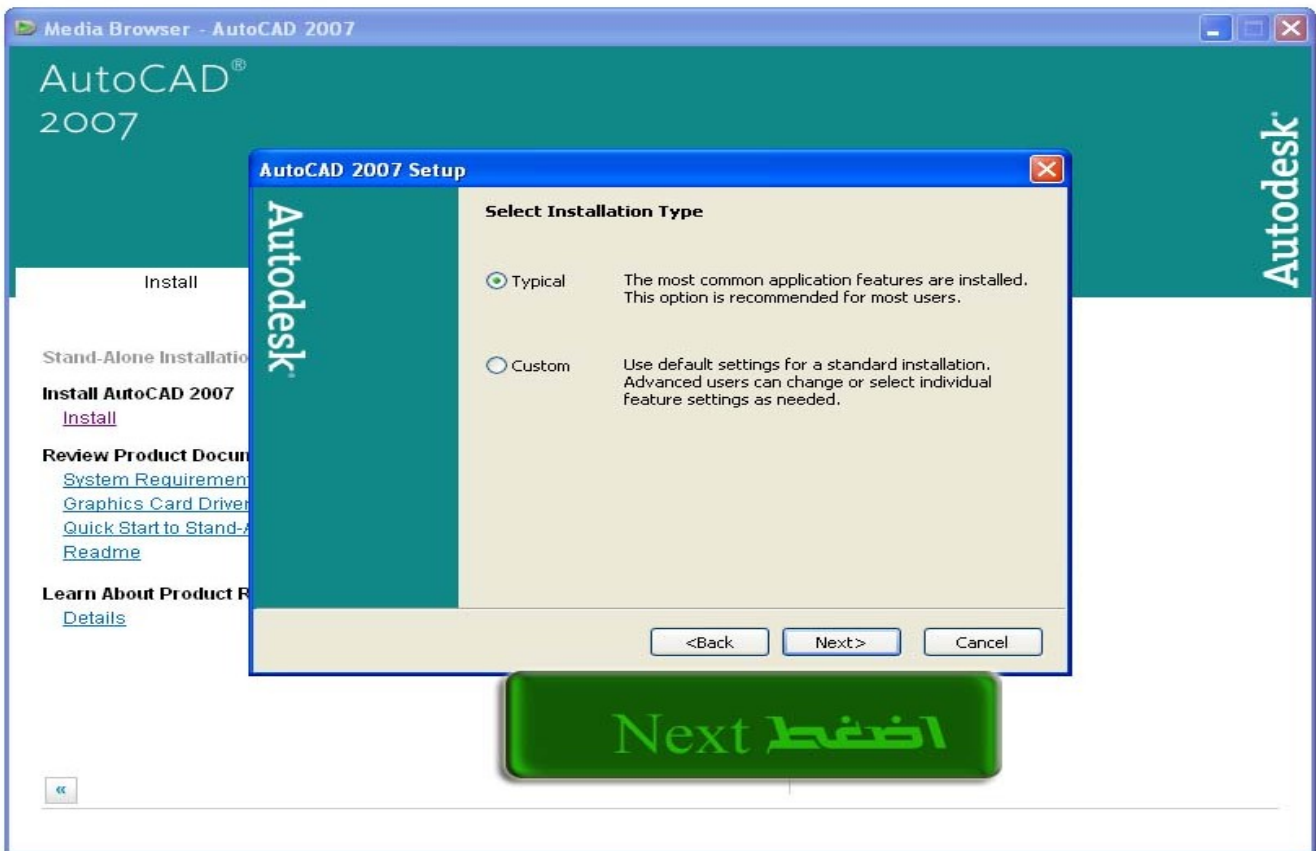 Media Browser - AutoCAD 2007
AutoCAD®
2007
Autodesk
AutoCAD 2007 Setup
Autodesk
Select Installation Type
Typical
The most common application features are installed.
This option is recommended for most users.
Custom
Use default settings for a standard installation.
Advanced users can change or select individual
feature settings as needed.
<Back
Next>
Cancel
Install
Stand-Alone Installatio
Install AutoCAD 2007
Install
Review Product Docum
System Requirement
Graphics Card Driver
Quick Start to Stand-A
Readme
Learn About Product R
Details
اضغط Next
«